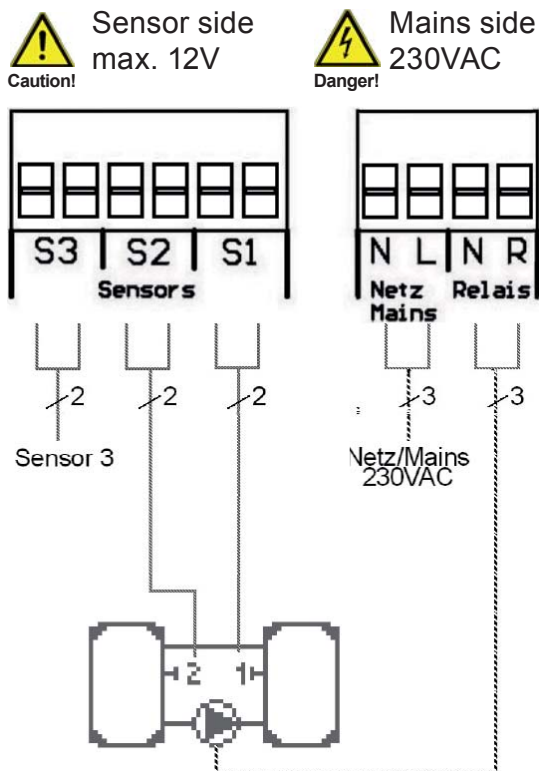 Sensor side
max. 12V
Caution!
Mains side
230VAC
Danger!
S3 S2 S1
Sensors
N L N R
Netz Relais
Mains
2 2 2
Sensor 3
3 3
Netz/Mains
230VAC
2 1